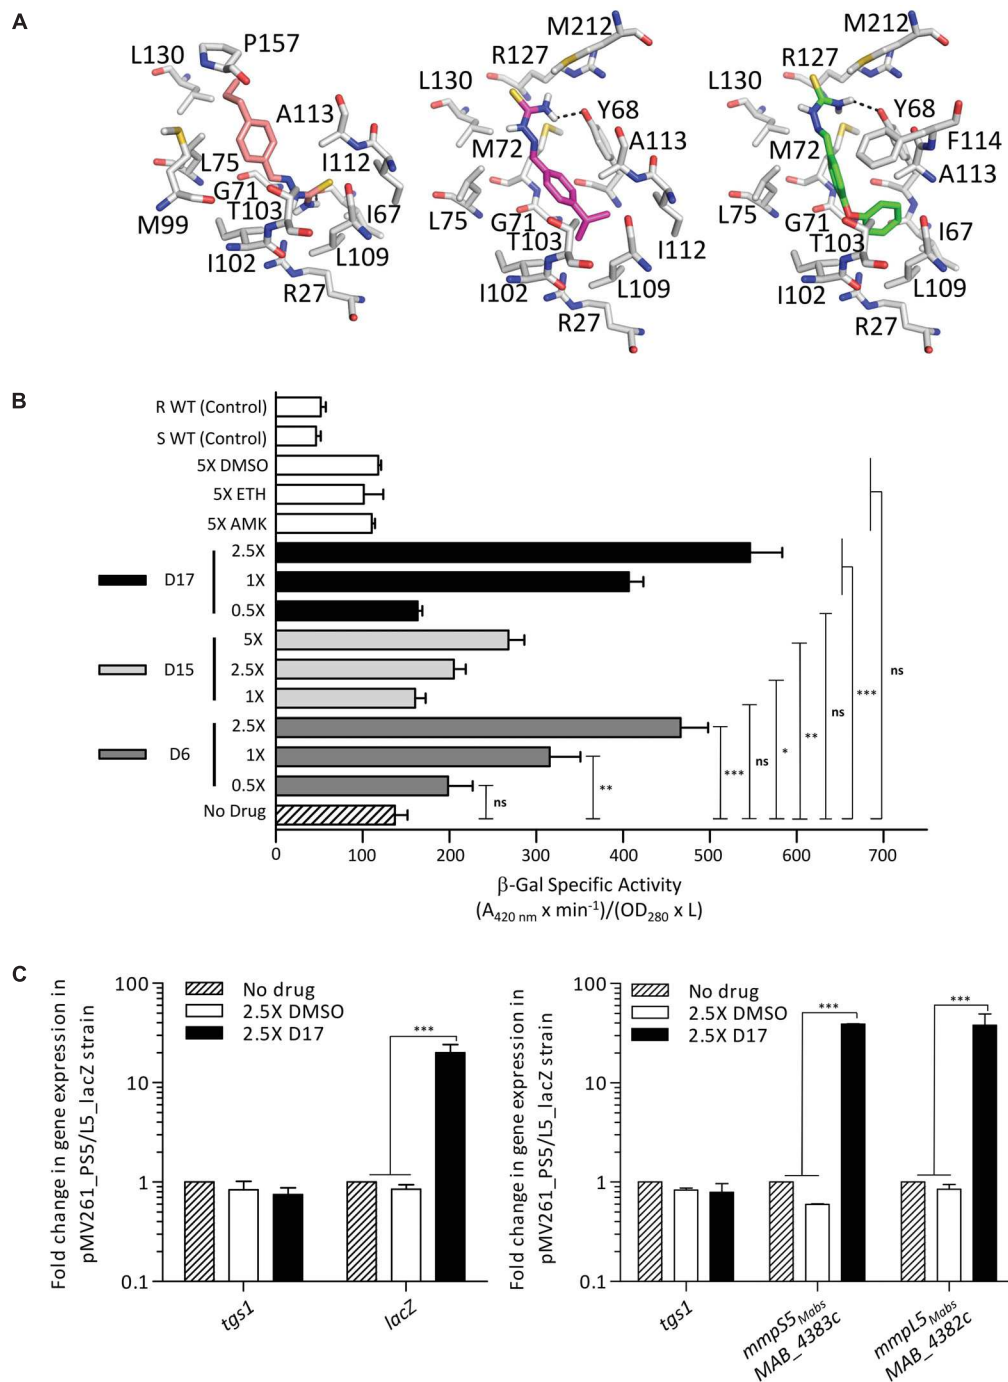 A
L130
P157
A113
L75
G71
T103
I112
M99
I67
I102
L109
R27
M212
R127
L130
Y68
M72
A113
L75
G71
T103
I112
I102
L109
R27
M212
R127
L130
Y68
M72
F114
A113
L75
G71
T103
I67
I102
L109
R27
B
R WT (Control)
S WT (Control)
5X DMSO
5X ETH
5X AMK
2.5X
D17 1X
0.5X
5X
D15 2.5X
1X
2.5X
D6 1X
0.5X
No Drug
ns
**
***
ns
*
**
ns
***
ns
0 100 200 300 400 500 600 700
β-Gal Specific Activity
(A420 nm x min-1)/(OD280 x L)
C
Fold change in gene expression in
pMV261_PS5/L5_lacZ strain
100
10
1
0.1
No drug
2.5X DMSO
2.5X D17
***
tgs1
lacZ
Fold change in gene expression in
pMV261_PS5/L5_lacZ strain
100
10
1
0.1
No drug
2.5X DMSO
2.5X D17
***
***
tgs1
mmpS5Mabs
MAB_4383c
mmpL5Mabs
MAB_4382c